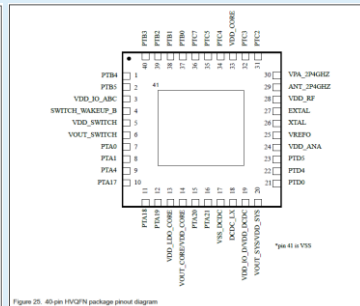 PTB3
PTB2
PTB1
PTB0
PTC7
PTC5
PTC4
VDD_CORE
PTC3
PTC2
40
39
38
37
36
35
34
33
32
31
PTB4 1
PTB5 2
VDD_IO_ABC 3
SWITCH_WAKEUP_B 4
VDD_SWITCH 5
VOUT_SWITCH 6
PTA0 7
PTA1 8
PTA4 9
PTA17 10
41
30 VPA_2P4GHZ
29 ANT_2P4GHZ
28 VDD_RF
27 EXTAL
26 XTAL
25 VREFO
24 VDD_ANA
23 PTD5
22 PTD4
21 PTD0
11
12
13
14
15
16
17
18
19
20
PTA18
PTA19
VDD_LDO_CORE
VOUT_CORE/VDD_CORE
PTA20
PTA21
VSS_DCDC
DCDC_LX
VDD_IO_D/VDD_DCDC
VOUT_SYS/VDD_SYS
*pin 41 is VSS
Figure 25. 40-pin HVQFN package pinout diagram